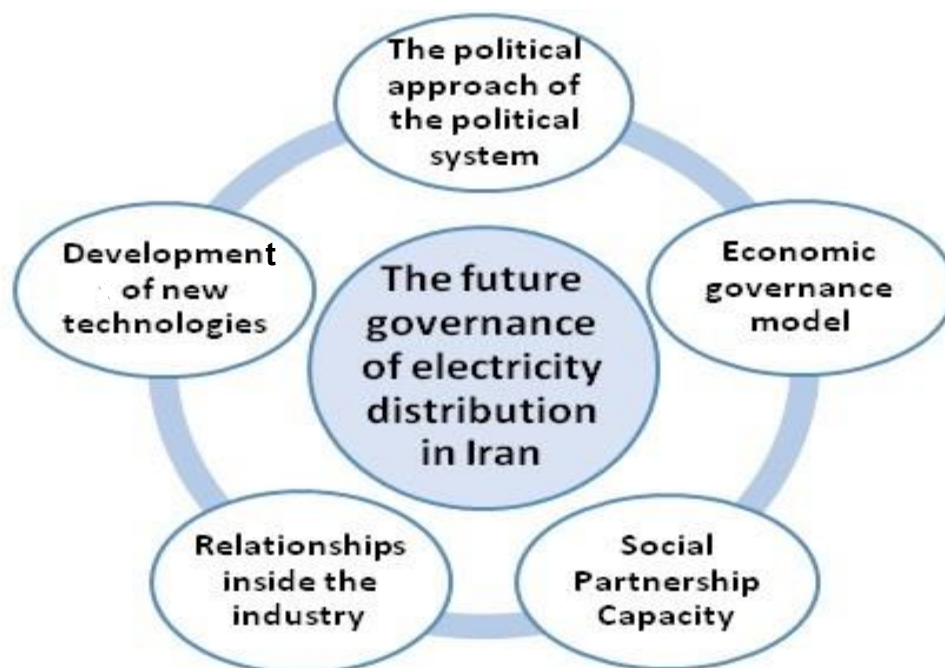 The political
approach of
the political
system
Economic
governance
model
Social
Partnership
Capacity
Relationships
inside the
industry
Development
of new
technologies
The future
governance
of electricity
distribution
in Iran